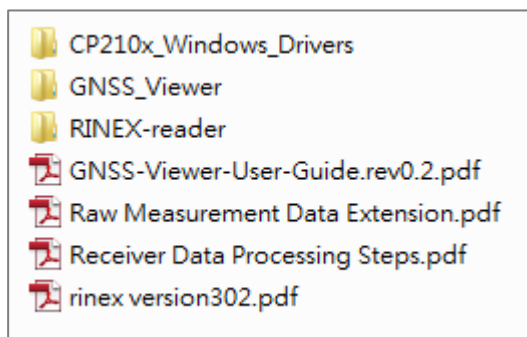 CP210x_Windows_Drivers
GNSS_Viewer
RINEX-reader
GNSS-Viewer-User-Guide.rev0.2.pdf
Raw Measurement Data Extension.pdf
Receiver Data Processing Steps.pdf
rinex version302.pdf